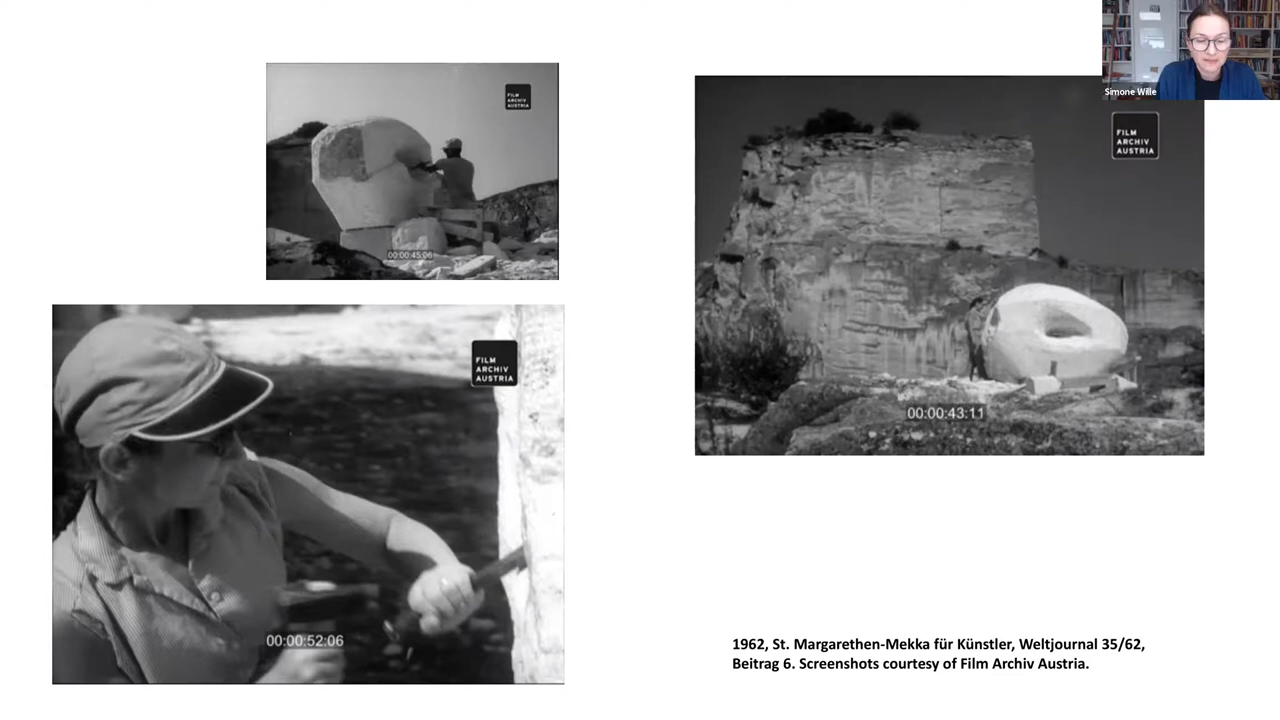 Simone Wille
FILM
ARCHIV
AUSTRIA
00:00:45:06
FILM
ARCHIV
AUSTRIA
00:00:43:11
FILM
ARCHIV
AUSTRIA
00:00:52:06
1962, St. Margarethen-Mekka für Künstler, Weltjournal 35/62,
Beitrag 6. Screenshots courtesy of Film Archiv Austria.